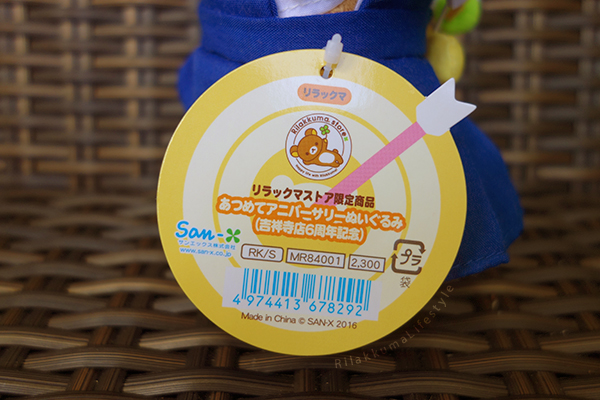 リラックマ
Rilakkuma store
リラックマストア限定商品
あつめてアニバーサリーぬいぐるみ
(吉祥寺店6周年記念)
San-X
サンエックス株式会社
www.san-x.co.jp
RK/S MR84001 2,300
プラ
袋
4 974413 678292
Made in China © SAN-X 2016
RilakkumaLifestyle